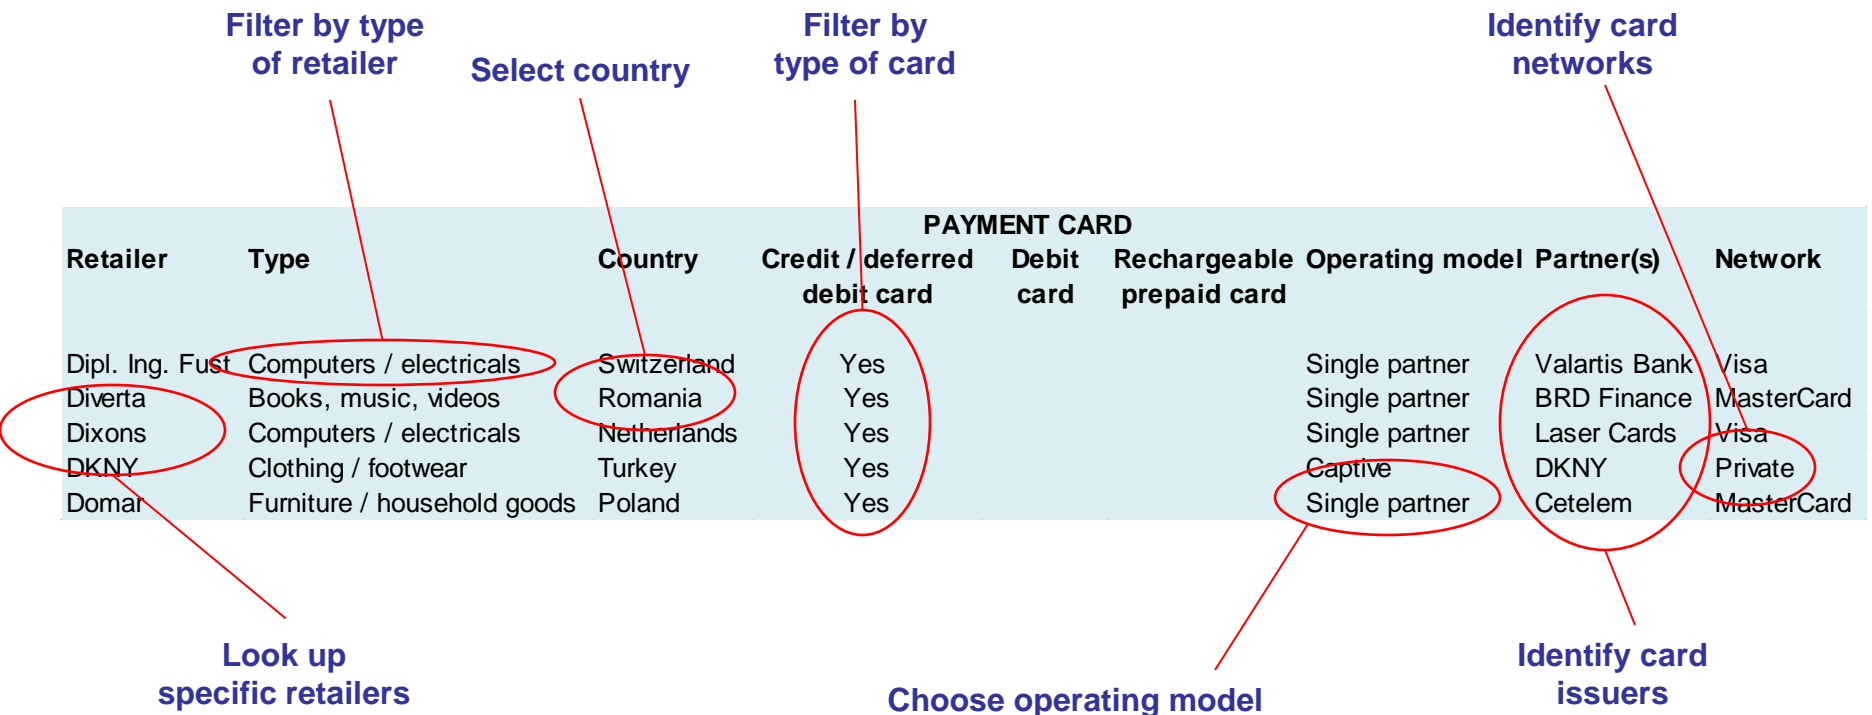 Filter by type
of retailer
Select country
Filter by
type of card
Identify card
networks
PAYMENT CARD
Retailer Type Country Credit / deferred debit card Debit card Rechargeable prepaid card Operating model Partner(s) Network
Dipl. Ing. Fust Computers / electricals Switzerland Yes Single partner Valartis Bank Visa
Diverta Books, music, videos Romania Yes Single partner BRD Finance MasterCard
Dixons Computers / electricals Netherlands Yes Single partner Laser Cards Visa
DKNY Clothing / footwear Turkey Yes Captive DKNY Private
Domar Furniture / household goods Poland Yes Single partner Cetelem MasterCard
Look up
specific retailers
Choose operating model
Identify card
issuers